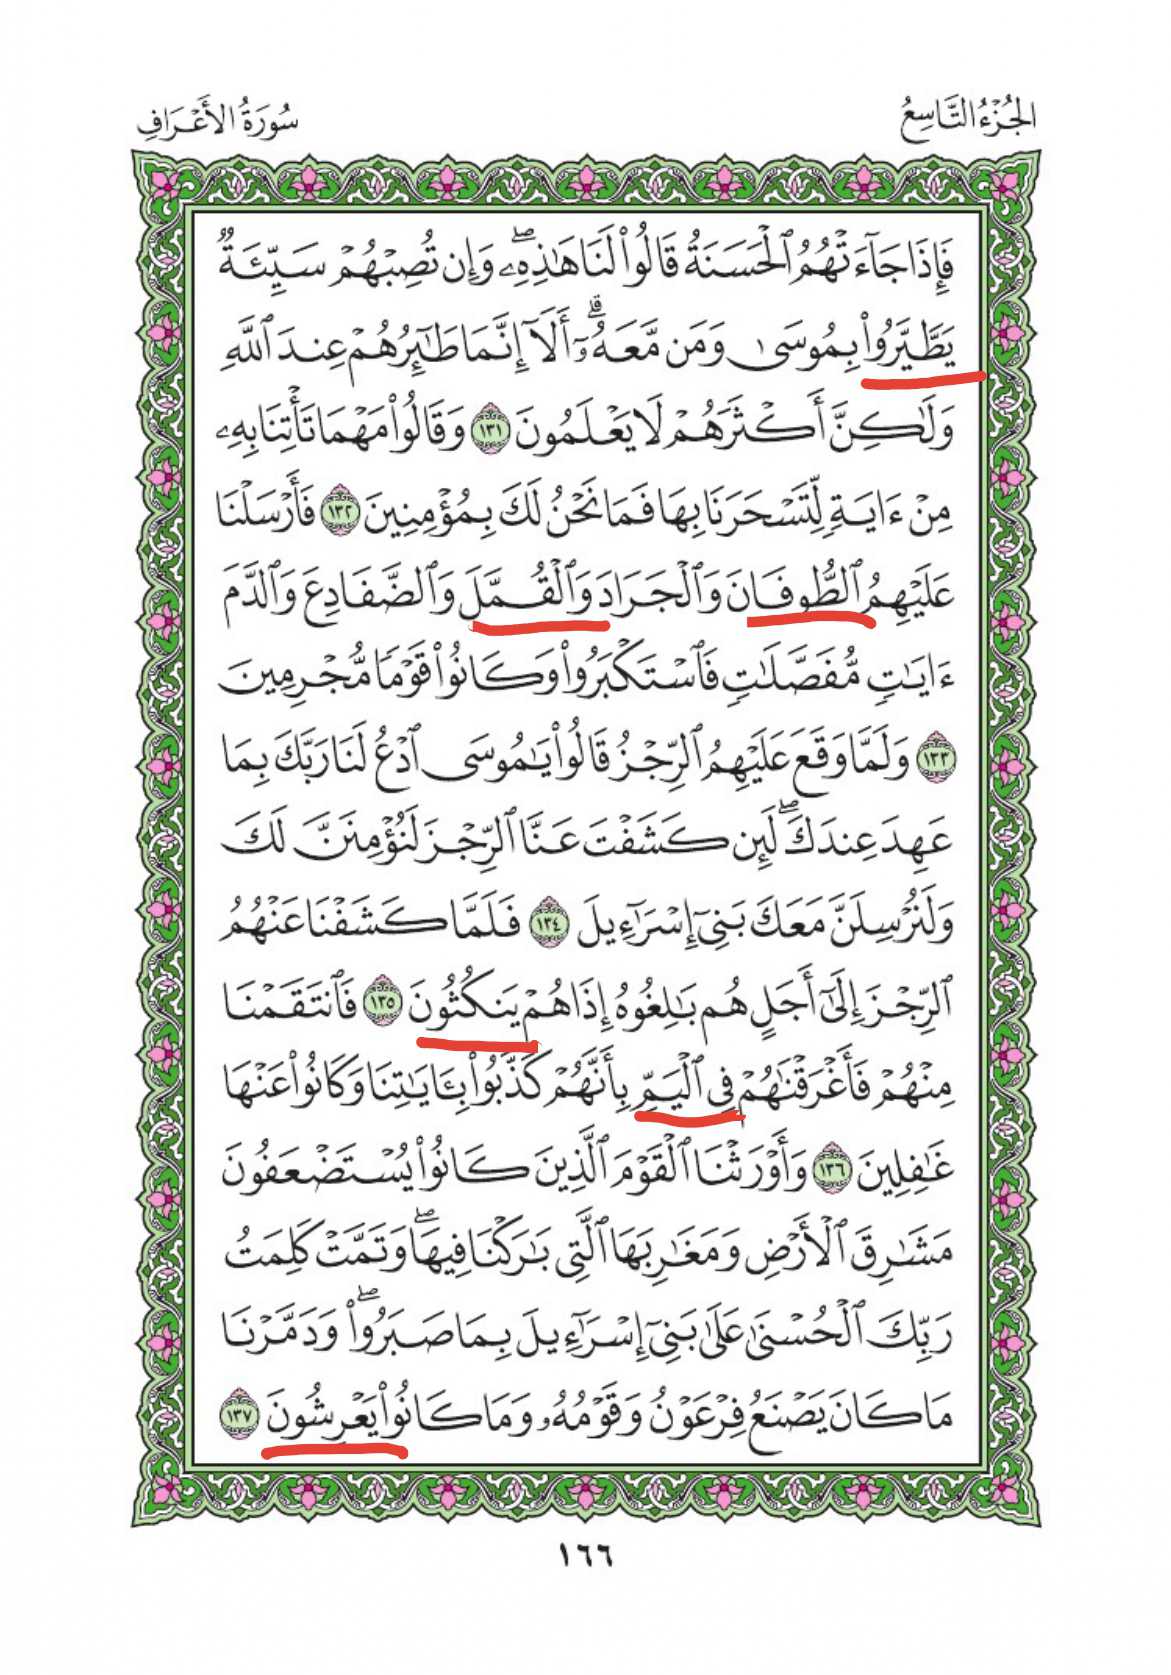 الجُزْءُ التَّاسِعُ
سُورَةُ الأَعْرَافِ
فَإِذَا جَآءَتْهُمُ ٱلْحَسَنَةُ قَالُوا۟ لَنَا هَٰذِهِۦۖ وَإِن تُصِبْهُمْ سَيِّئَةٌ
يَطَّيَّرُوا۟ بِمُوسَىٰ وَمَن مَّعَهُۥٓۗ أَلَآ إِنَّمَا طَٰٓئِرُهُمْ عِندَ ٱللَّهِ
وَلَٰكِنَّ أَكْثَرَهُمْ لَا يَعْلَمُونَ ١٣١ وَقَالُوا۟ مَهْمَا تَأْتِنَا بِهِۦ
مِنْ ءَايَةٍ لِّتَسْحَرَنَا بِهَا فَمَا نَحْنُ لَكَ بِمُؤْمِنِينَ ١٣٢ فَأَرْسَلْنَا
عَلَيْهِمُ ٱلطُّوفَانَ وَٱلْجَرَادَ وَٱلْقُمَّلَ وَٱلضَّفَادِعَ وَٱلدَّمَ
ءَايَٰتٍ مُّفَصَّلَٰتٍ فَٱسْتَكْبَرُوا۟ وَكَانُوا۟ قَوْمًا مُّجْرِمِينَ
١٣٣ وَلَمَّا وَقَعَ عَلَيْهِمُ ٱلرِّجْزُ قَالُوا۟ يَٰمُوسَى ٱدْعُ لَنَا رَبَّكَ بِمَا
عَهِدَ عِندَكَۖ لَئِن كَشَفْتَ عَنَّا ٱلرِّجْزَ لَنُؤْمِنَنَّ لَكَ
وَلَنُرْسِلَنَّ مَعَكَ بَنِىٓ إِسْرَٰٓءِيلَ ١٣٤ فَلَمَّا كَشَفْنَا عَنْهُمُ
ٱلرِّجْزَ إِلَىٰٓ أَجَلٍ هُم بَٰلِغُوهُ إِذَا هُمْ يَنكُثُونَ ١٣٥ فَٱنتَقَمْنَا
مِنْهُمْ فَأَغْرَقْنَٰهُمْ فِى ٱلْيَمِّ بِأَنَّهُمْ كَذَّبُوا۟ بِـَٔايَٰتِنَا وَكَانُوا۟ عَنْهَا
غَٰفِلِينَ ١٣٦ وَأَوْرَثْنَا ٱلْقَوْمَ ٱلَّذِينَ كَانُوا۟ يُسْتَضْعَفُونَ
مَشَٰرِقَ ٱلْأَرْضِ وَمَغَٰرِبَهَا ٱلَّتِى بَٰرَكْنَا فِيهَاۖ وَتَمَّتْ كَلِمَتُ
رَبِّكَ ٱلْحُسْنَىٰ عَلَىٰ بَنِىٓ إِسْرَٰٓءِيلَ بِمَا صَبَرُوا۟ۖ وَدَمَّرْنَا
مَا كَانَ يَصْنَعُ فِرْعَوْنُ وَقَوْمُهُۥ وَمَا كَانُوا۟ يَعْرِشُونَ ١٣٧
١٦٦